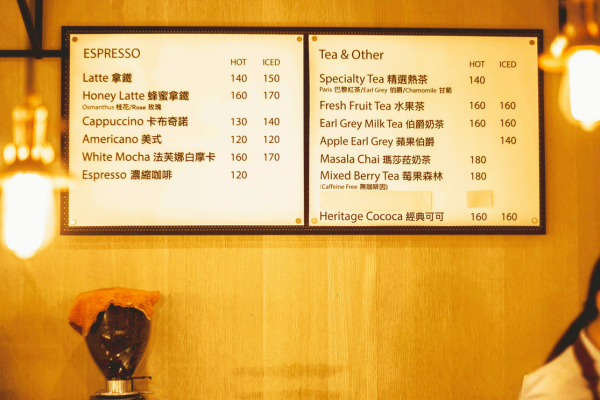 ESPRESSO
HOT ICED
Latte 拿鐵 140 150
Honey Latte 蜂蜜拿鐵 160 170
Osmanthus 桂花/Rose 玫瑰
Cappuccino 卡布奇諾 130 140
Americano 美式 120 120
White Mocha 法芙娜白摩卡 160 170
Espresso 濃縮咖啡 120
Tea & Other
HOT ICED
Specialty Tea 精選熱茶 140
Paris 巴黎紅茶/Earl Grey 伯爵/Chamomile 甘菊
Fresh Fruit Tea 水果茶 160 160
Earl Grey Milk Tea 伯爵奶茶 160 160
Apple Earl Grey 蘋果伯爵 140
Masala Chai 瑪莎菈奶茶 180
Mixed Berry Tea 莓果森林 180
(Caffeine Free 無咖啡因)
Heritage Cococa 經典可可 160 160